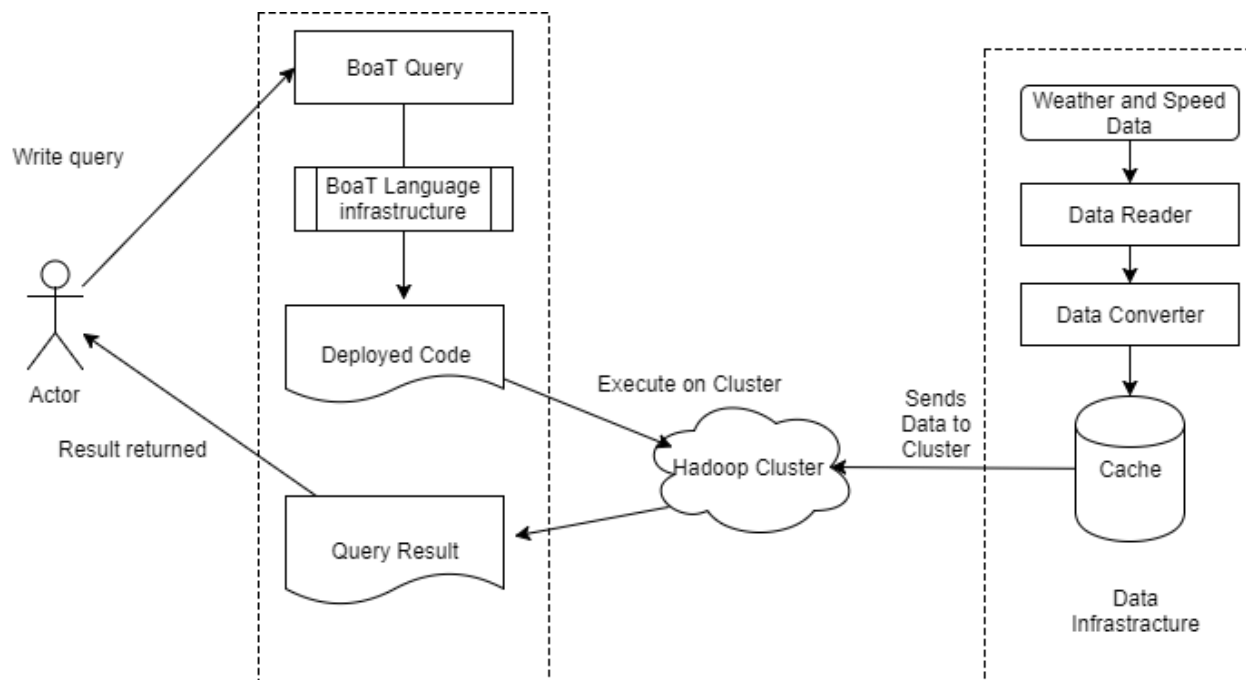 BoaT Query
Weather and Speed
Data
Write query
BoaT Language
infrastructure
Data Reader
Data Converter
Deployed Code
Execute on Cluster
Actor
Sends
Data to
Cluster
Result returned
Hadoop Cluster
Cache
Query Result
Data
Infrastracture